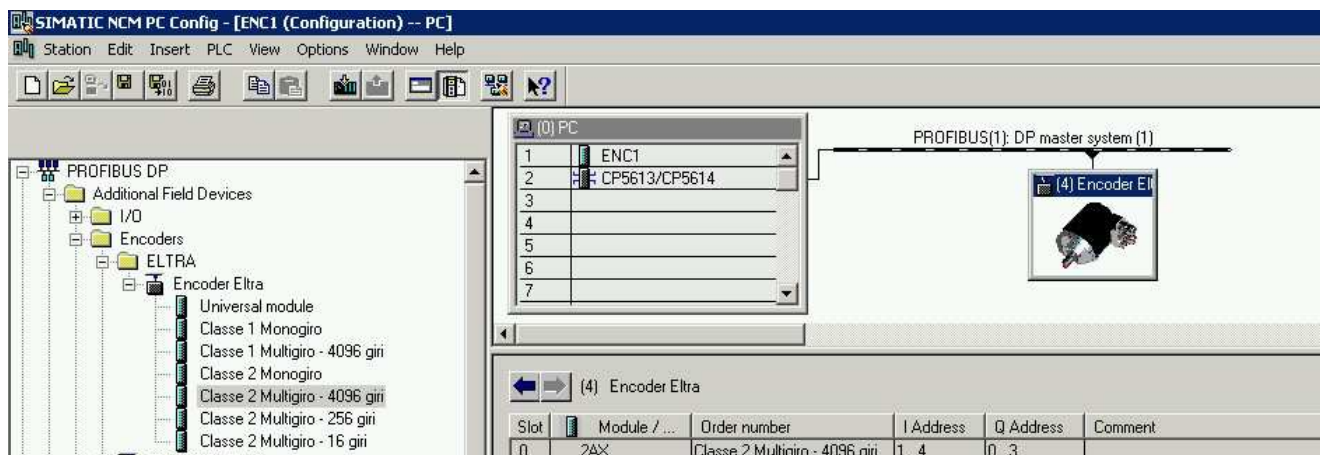 SIMATIC NCM PC Config - [ENC1 (Configuration) -- PC]
Station Edit Insert PLC View Options Window Help
PROFIBUS DP
Additional Field Devices
I/O
Encoders
ELTRA
Encoder Eltra
Universal module
Classe 1 Monogiro
Classe 1 Multigiro - 4096 giri
Classe 2 Monogiro
Classe 2 Multigiro - 4096 giri
Classe 2 Multigiro - 256 giri
Classe 2 Multigiro - 16 giri
(0) PC
1 ENC1
2 CP5613/CP5614
3
4
5
6
7
PROFIBUS(1): DP master system (1)
(4) Encoder Elt
(4) Encoder Eltra
Slot Module / ... Order number I Address Q Address Comment
0 2AX Classe 2 Multigiro - 4096 giri 1...4 0...3